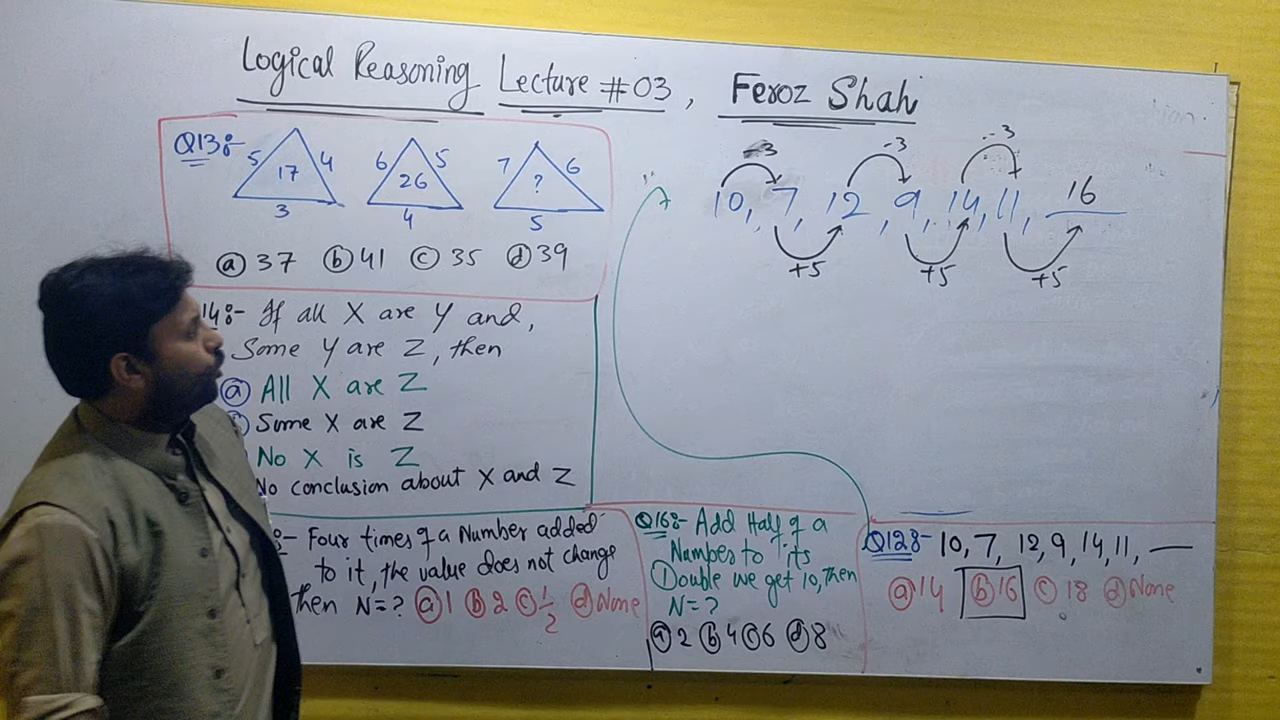 Logical Reasoning Lecture #03, Feroz Shah
Q13:-
5 17 4
3
6 26 5
4
7 ? 6
5
ⓐ 37 ⓑ 41 ⓒ 35 ⓓ 39
14:- If all X are Y and,
Some Y are Z, then
ⓐ All X are Z
Some X are Z
No X is Z
No conclusion about X and Z
:- Four times of a Number added
to it, the value does not change
then N=? ⓐ 1 ⓑ 2 ⓒ 1/2 ⓓ None
Q16:- Add Half of a
Number to its
Double we get 10, then
N=?
ⓐ 2 ⓑ 4 ⓒ 6 ⓓ 8
-3 -3 -3
10, 7, 12, 9, 14, 11, 16
+5 +5 +5
Q12:- 10, 7, 12, 9, 14, 11, __
ⓐ 14 ⓑ 16 ⓒ 18 ⓓ None